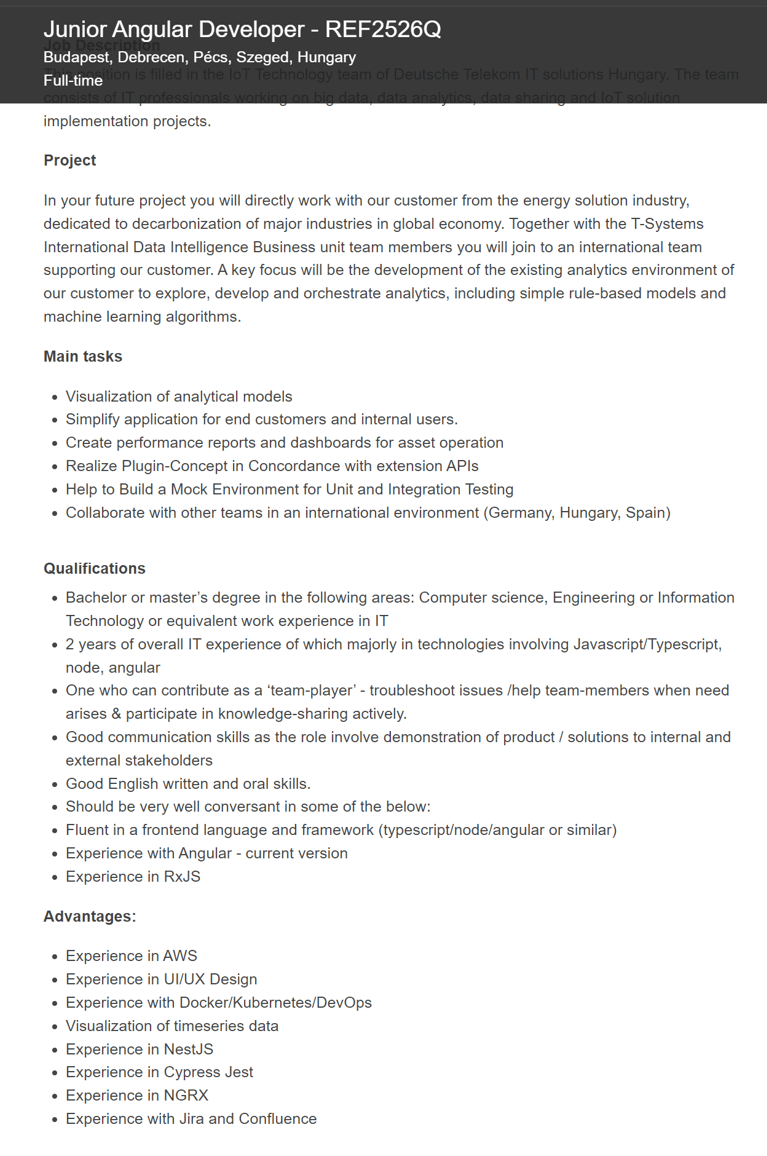 Junior Angular Developer - REF2526Q
Job Description
Budapest, Debrecen, Pécs, Szeged, Hungary
This position is filled in the IoT Technology team of Deutsche Telekom IT solutions Hungary. The team
Full-time
consists of IT professionals working on big data, data analytics, data sharing and IoT solution
implementation projects.
Project
In your future project you will directly work with our customer from the energy solution industry,
dedicated to decarbonization of major industries in global economy. Together with the T-Systems
International Data Intelligence Business unit team members you will join to an international team
supporting our customer. A key focus will be the development of the existing analytics environment of
our customer to explore, develop and orchestrate analytics, including simple rule-based models and
machine learning algorithms.
Main tasks
• Visualization of analytical models
• Simplify application for end customers and internal users.
• Create performance reports and dashboards for asset operation
• Realize Plugin-Concept in Concordance with extension APIs
• Help to Build a Mock Environment for Unit and Integration Testing
• Collaborate with other teams in an international environment (Germany, Hungary, Spain)
Qualifications
• Bachelor or master’s degree in the following areas: Computer science, Engineering or Information
Technology or equivalent work experience in IT
• 2 years of overall IT experience of which majorly in technologies involving Javascript/Typescript,
node, angular
• One who can contribute as a ‘team-player’ - troubleshoot issues /help team-members when need
arises & participate in knowledge-sharing actively.
• Good communication skills as the role involve demonstration of product / solutions to internal and
external stakeholders
• Good English written and oral skills.
• Should be very well conversant in some of the below:
• Fluent in a frontend language and framework (typescript/node/angular or similar)
• Experience with Angular - current version
• Experience in RxJS
Advantages:
• Experience in AWS
• Experience in UI/UX Design
• Experience with Docker/Kubernetes/DevOps
• Visualization of timeseries data
• Experience in NestJS
• Experience in Cypress Jest
• Experience in NGRX
• Experience with Jira and Confluence